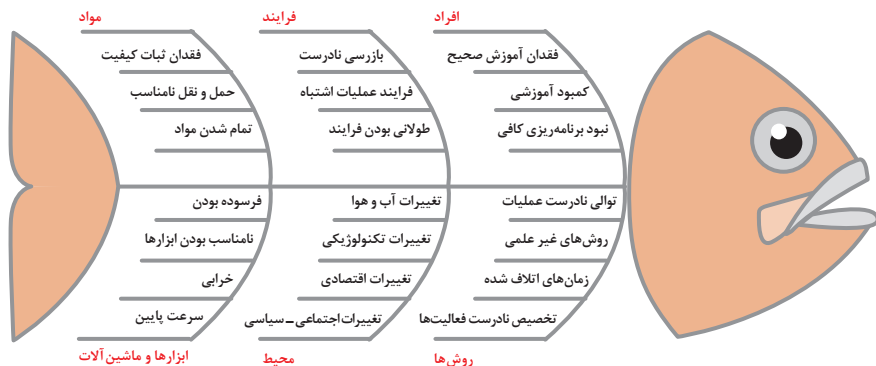 افراد
فقدان آموزش صحیح
کمبود آموزشی
نبود برنامه‌ریزی کافی
فرایند
بازرسی نادرست
فرایند عملیات اشتباه
طولانی بودن فرایند
مواد
فقدان ثبات کیفیت
حمل و نقل نامناسب
تمام شدن مواد
توالی نادرست عملیات
روش‌های غیر علمی
زمان‌های اتلاف شده
تخصیص نادرست فعالیت‌ها
روش‌ها
تغییرات آب و هوا
تغییرات تکنولوژیکی
تغییرات اقتصادی
تغییرات اجتماعی ـ سیاسی
محیط
فرسوده بودن
نامناسب بودن ابزارها
خرابی
سرعت پایین
ابزارها و ماشین آلات